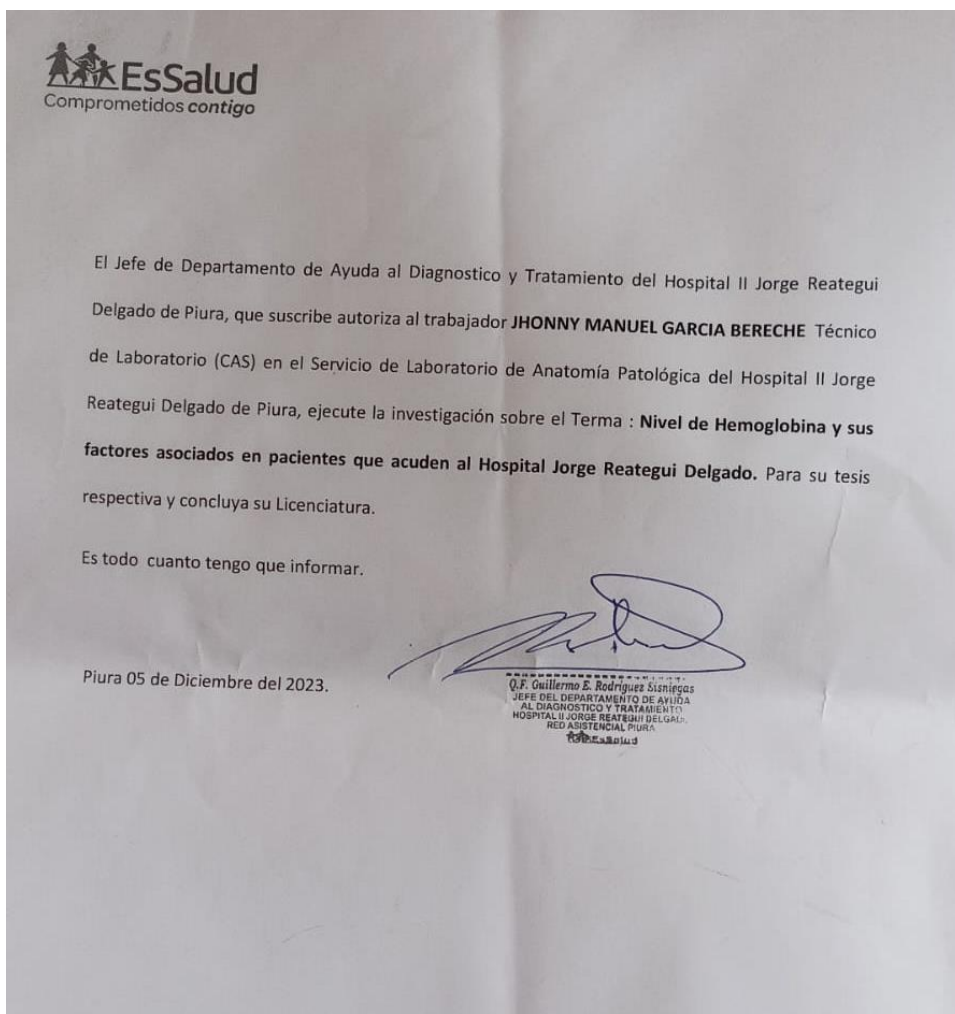 EsSalud
Comprometidos contigo
El Jefe de Departamento de Ayuda al Diagnostico y Tratamiento del Hospital II Jorge Reategui
Delgado de Piura, que suscribe autoriza al trabajador JHONNY MANUEL GARCIA BERECHE Técnico
de Laboratorio (CAS) en el Servicio de Laboratorio de Anatomía Patológica del Hospital II Jorge
Reategui Delgado de Piura, ejecute la investigación sobre el Terma : Nivel de Hemoglobina y sus
factores asociados en pacientes que acuden al Hospital Jorge Reategui Delgado. Para su tesis
respectiva y concluya su Licenciatura.
Es todo cuanto tengo que informar.
Piura 05 de Diciembre del 2023.
Q.F. Guillermo E. Rodríguez Sisniegas
JEFE DEL DEPARTAMENTO DE AYUDA
AL DIAGNOSTICO Y TRATAMIENTO
HOSPITAL II JORGE REATEGUI DELGADO
RED ASISTENCIAL PIURA
EsSalud